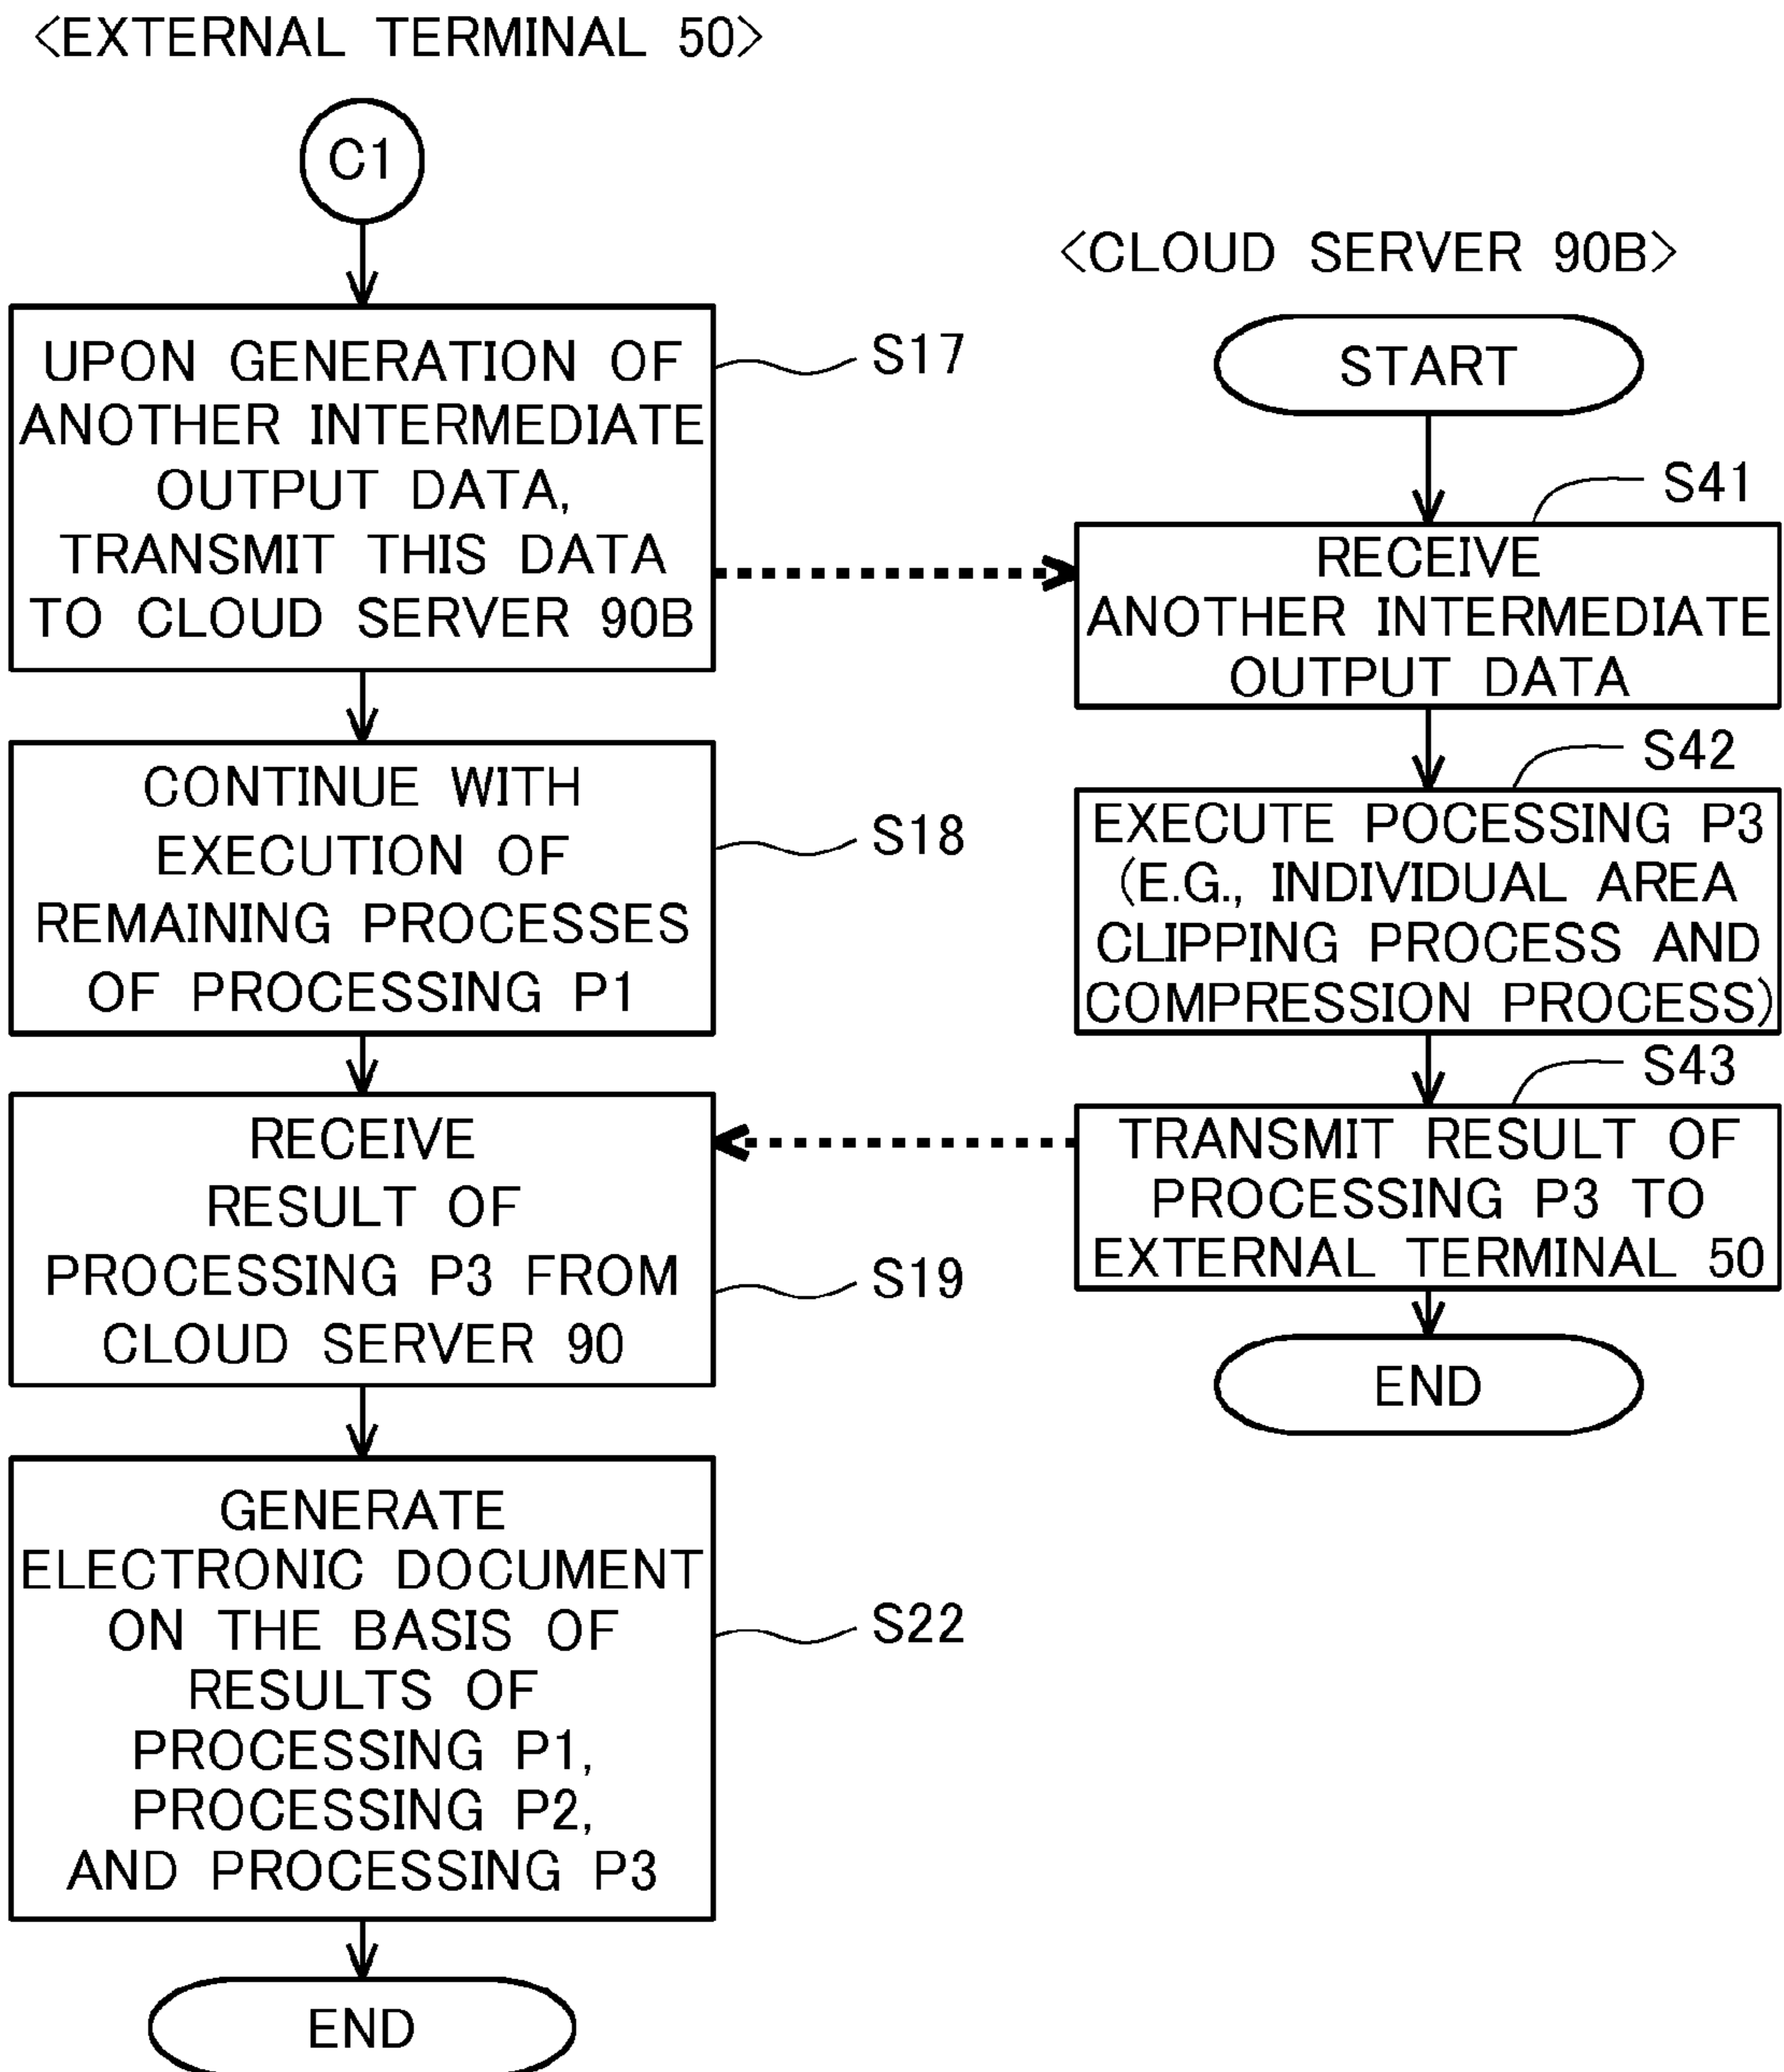 <EXTERNAL TERMINAL 50>
C1
UPON GENERATION OF
ANOTHER INTERMEDIATE
OUTPUT DATA,
TRANSMIT THIS DATA
TO CLOUD SERVER 90B
S17
CONTINUE WITH
EXECUTION OF
REMAINING PROCESSES
OF PROCESSING P1
S18
RECEIVE
RESULT OF
PROCESSING P3 FROM
CLOUD SERVER 90
S19
GENERATE
ELECTRONIC DOCUMENT
ON THE BASIS OF
RESULTS OF
PROCESSING P1,
PROCESSING P2,
AND PROCESSING P3
S22
END
<CLOUD SERVER 90B>
START
S41
RECEIVE
ANOTHER INTERMEDIATE
OUTPUT DATA
S42
EXECUTE POCESSING P3
(E.G., INDIVIDUAL AREA
CLIPPING PROCESS AND
COMPRESSION PROCESS)
S43
TRANSMIT RESULT OF
PROCESSING P3 TO
EXTERNAL TERMINAL 50
END